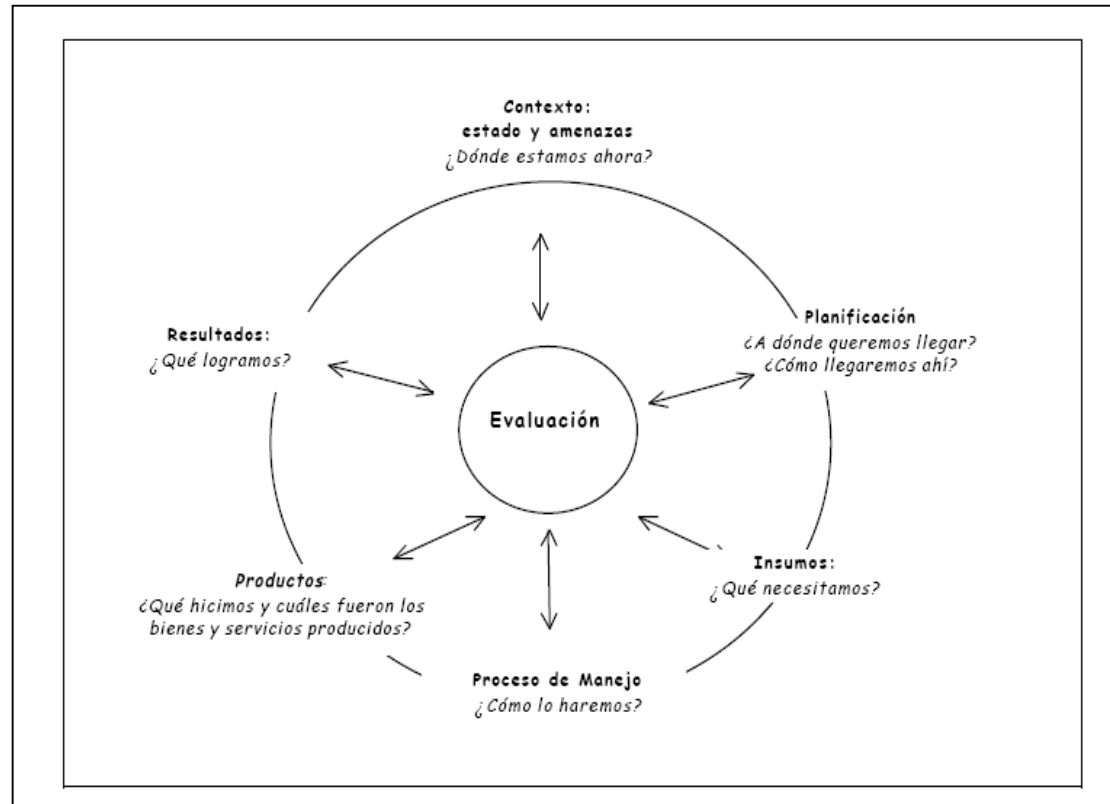 Contexto:
estado y amenazas
¿Dónde estamos ahora?
Planificación
¿A dónde queremos llegar?
¿Cómo llegaremos ahí?
Insumos:
¿Qué necesitamos?
Proceso de Manejo
¿Cómo lo haremos?
Productos:
¿Qué hicimos y cuáles fueron los
bienes y servicios producidos?
Resultados:
¿Qué logramos?
Evaluación